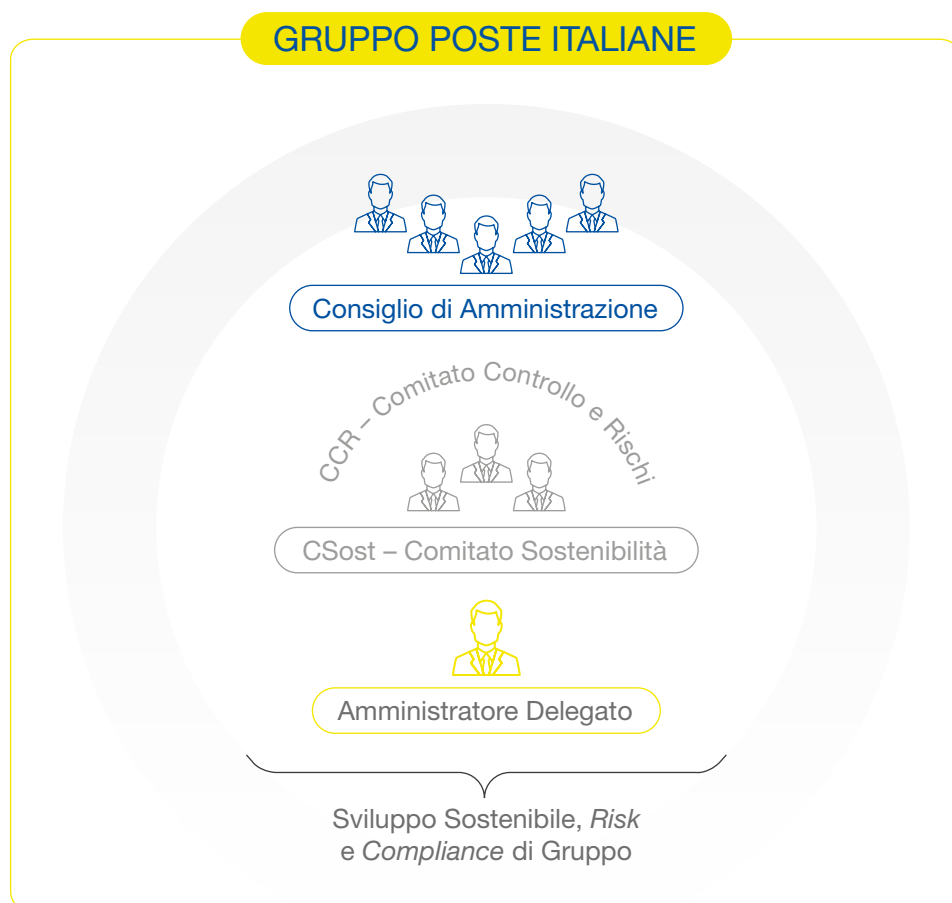 GRUPPO POSTE ITALIANE
Consiglio di Amministrazione
CCR – Comitato Controllo e Rischi
CSost – Comitato Sostenibilità
Amministratore Delegato
Sviluppo Sostenibile, Risk
e Compliance di Gruppo